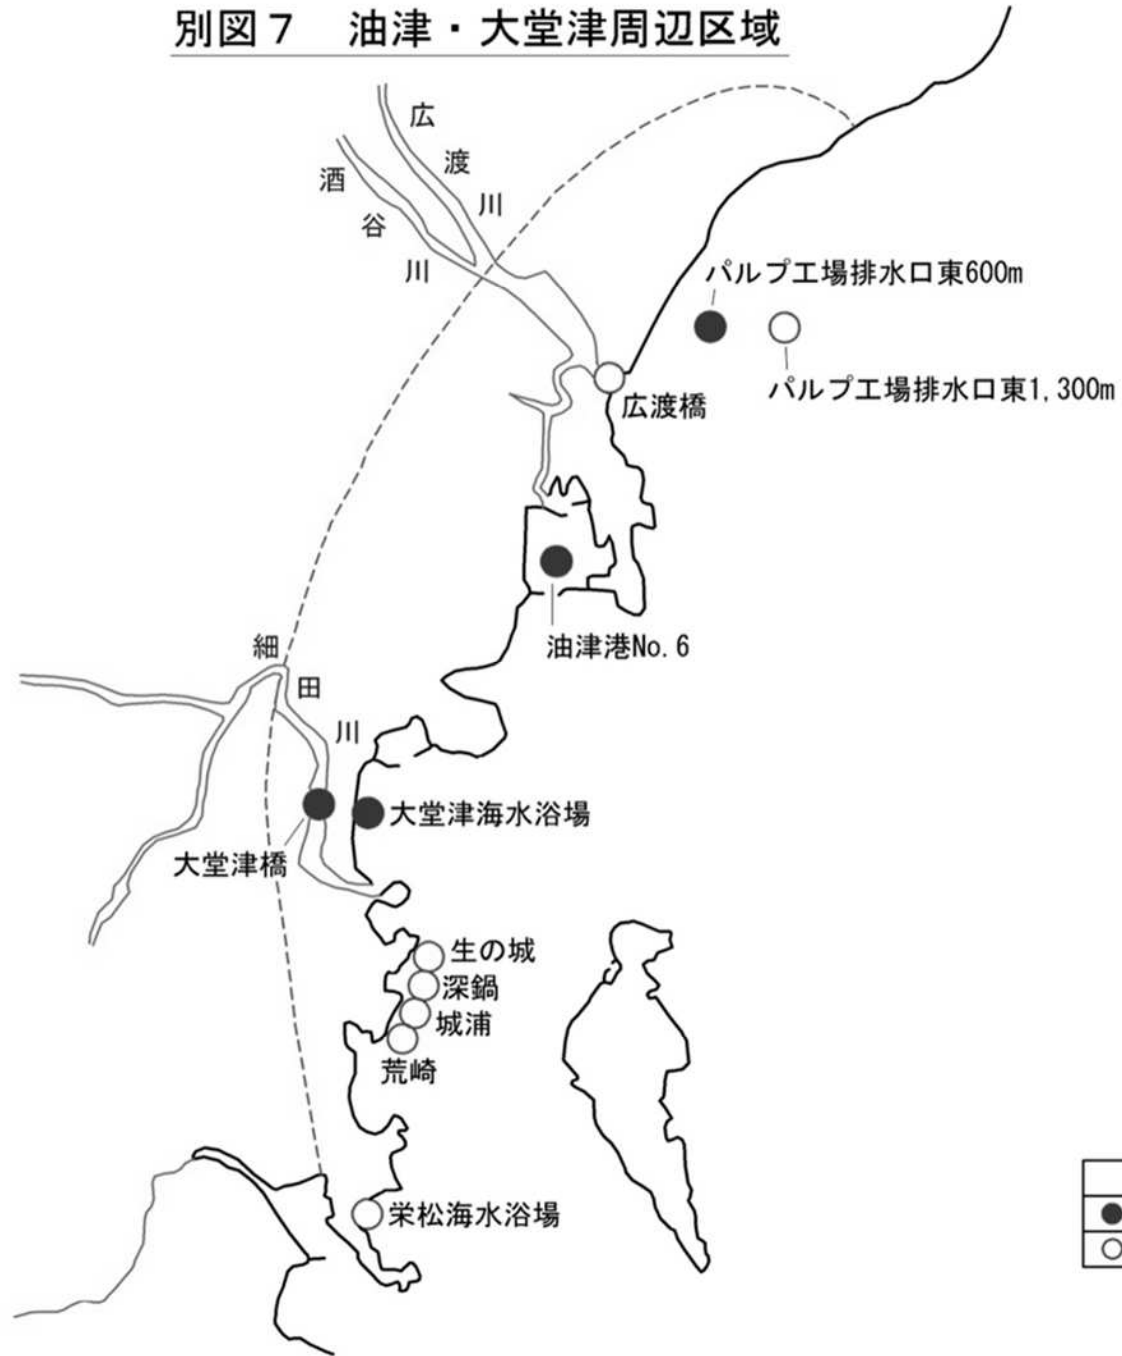 別図７　油津・大堂津周辺区域
広渡川
酒谷川
パルプ工場排水口東600m
パルプ工場排水口東1,300m
広渡橋
油津港No.6
細田川
大堂津海水浴場
大堂津橋
生の城
深鍋
城浦
荒崎
栄松海水浴場